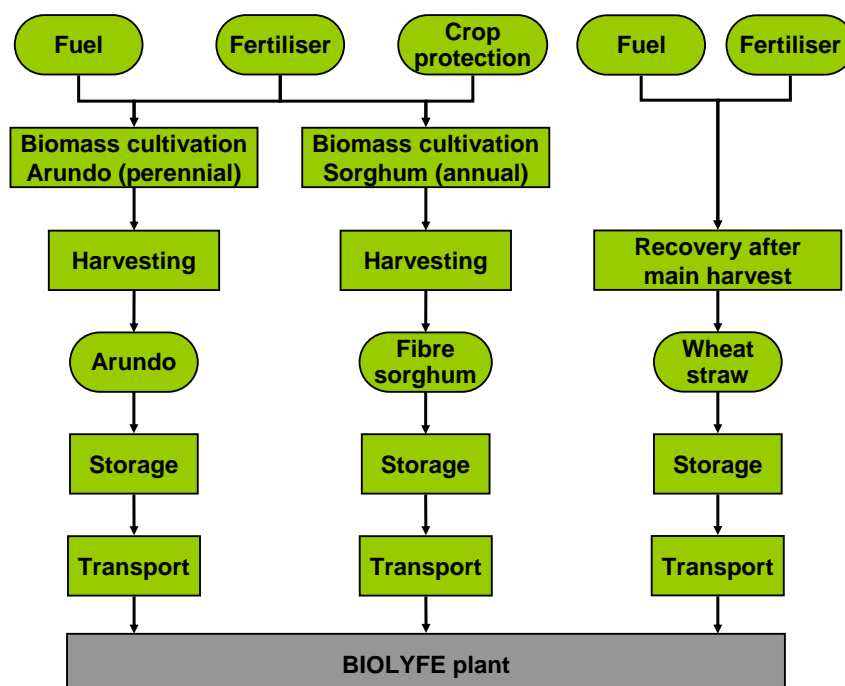 Fuel
Fertiliser
Crop
protection
Fuel
Fertiliser
Biomass cultivation
Arundo (perennial)
Biomass cultivation
Sorghum (annual)
Harvesting
Harvesting
Recovery after
main harvest
Arundo
Fibre
sorghum
Wheat
straw
Storage
Storage
Storage
Transport
Transport
Transport
BIOLYFE plant